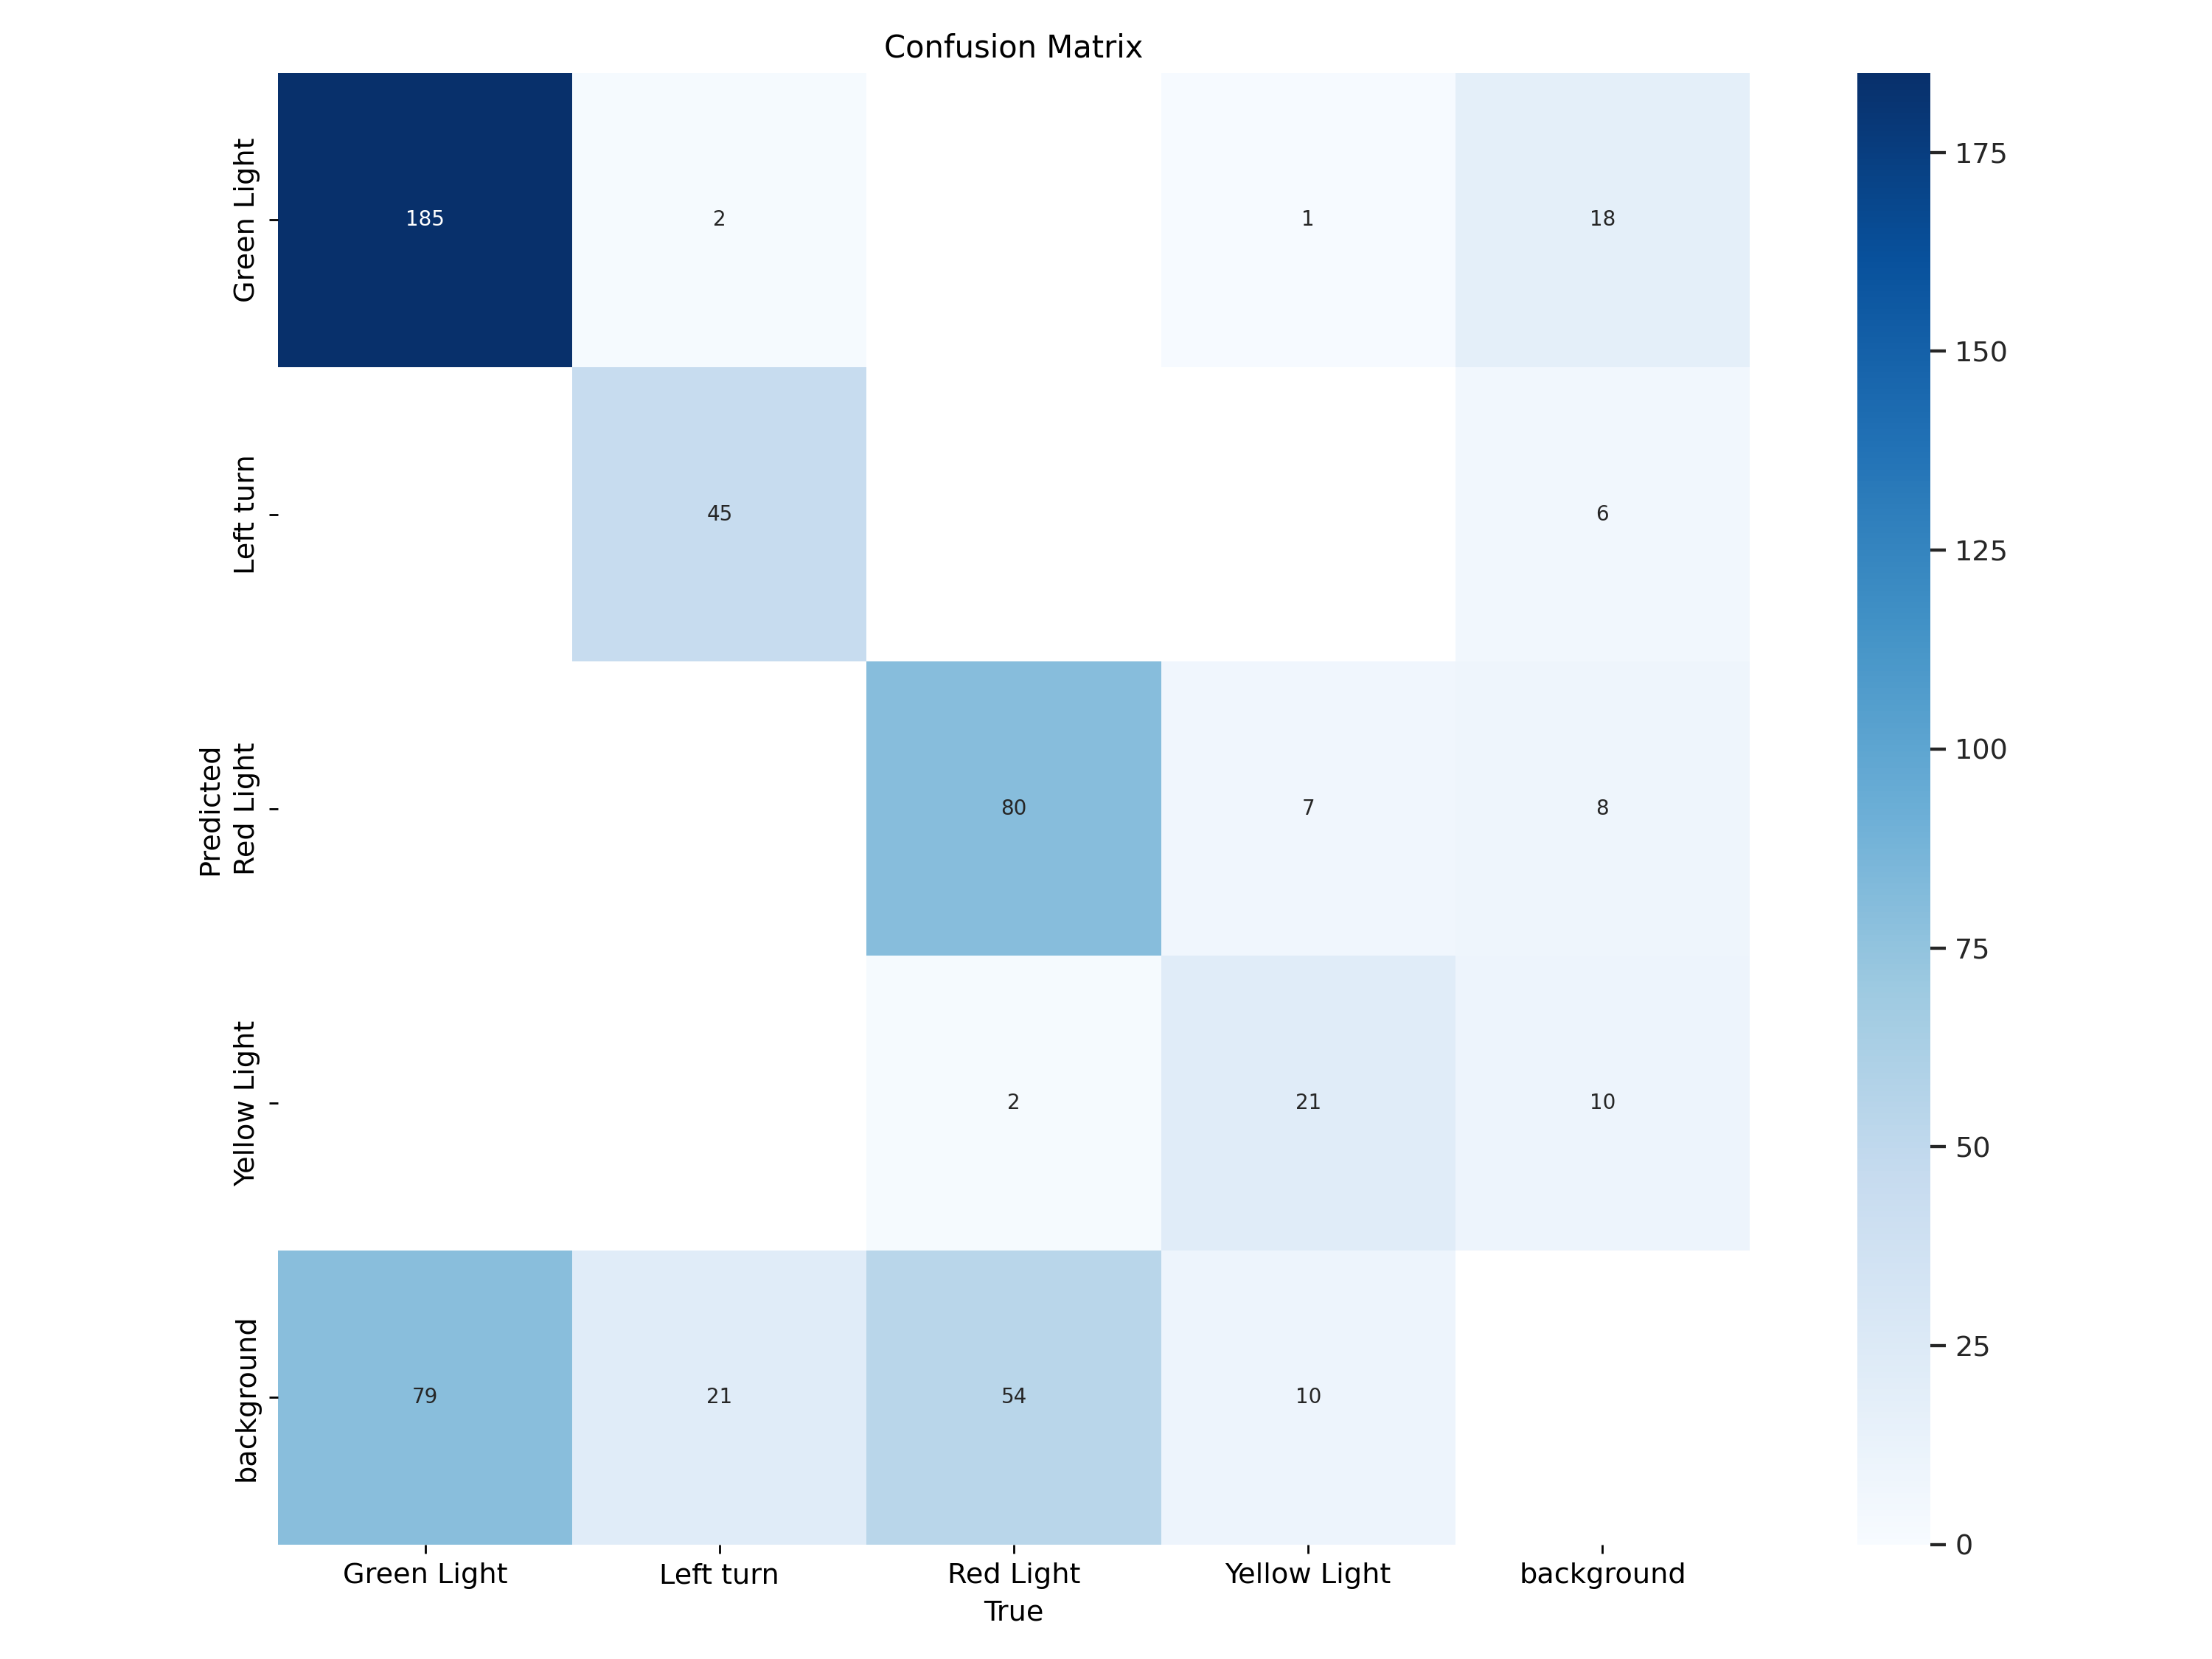 Confusion Matrix
Green Light
185
2
1
18
Left turn
45
6
Predicted
Red Light
80
7
8
Yellow Light
2
21
10
background
79
21
54
10
Green Light
Left turn
Red Light
Yellow Light
background
True
175
150
125
100
75
50
25
0